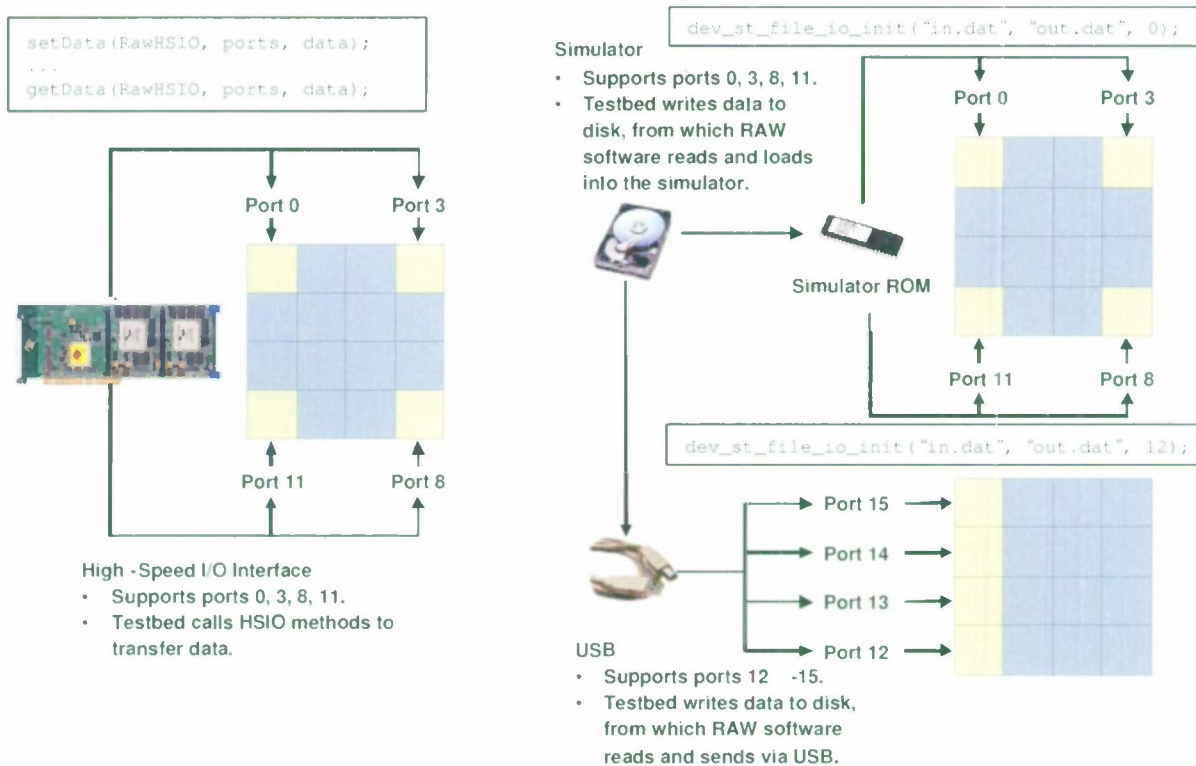 setData(RawHSIO, ports, data);
...
getData(RawHSIO, ports, data);
Port 0
Port 3
Port 11
Port 8
High -Speed I/O Interface
• Supports ports 0, 3, 8, 11.
• Testbed calls HSIO methods to
transfer data.
Simulator
• Supports ports 0, 3, 8, 11.
• Testbed writes data to
disk, from which RAW
software reads and loads
into the simulator.
dev_st_file_io_init("in.dat", "out.dat", 0);
Port 0
Port 3
Simulator ROM
Port 11
Port 8
dev_st_file_io_init("in.dat", "out.dat", 12);
Port 15
Port 14
Port 13
Port 12
USB
• Supports ports 12 -15.
• Testbed writes data to disk,
from which RAW software
reads and sends via USB.